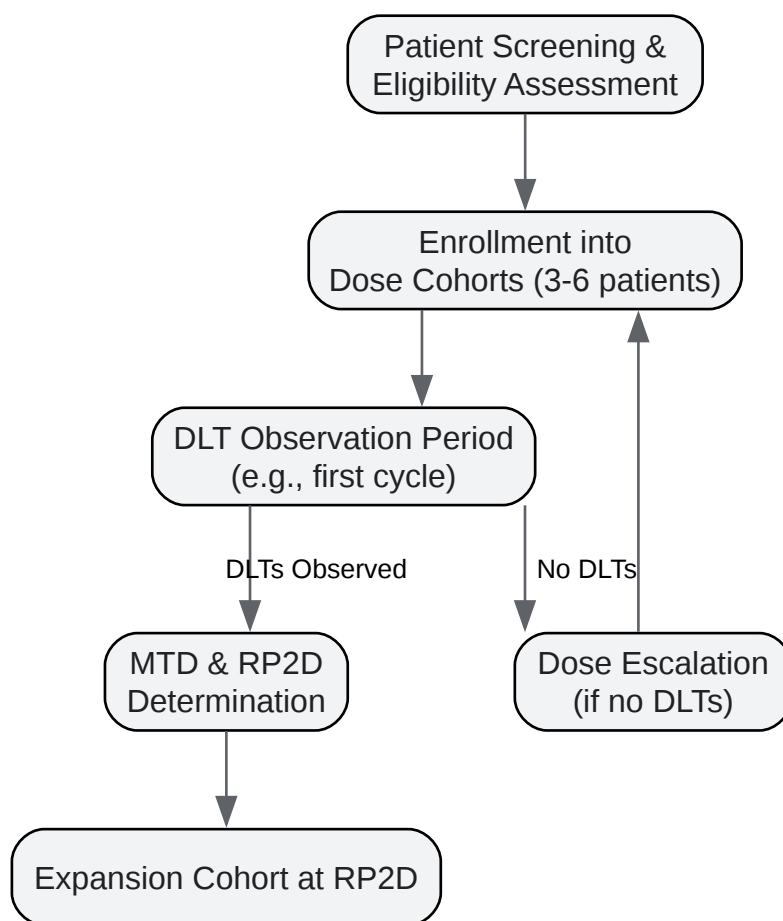 Patient Screening &
Eligibility Assessment
Enrollment into
Dose Cohorts (3-6 patients)
DLT Observation Period
(e.g., first cycle)
DLTs Observed
No DLTs
MTD & RP2D
Determination
Dose Escalation
(if no DLTs)
Expansion Cohort at RP2D